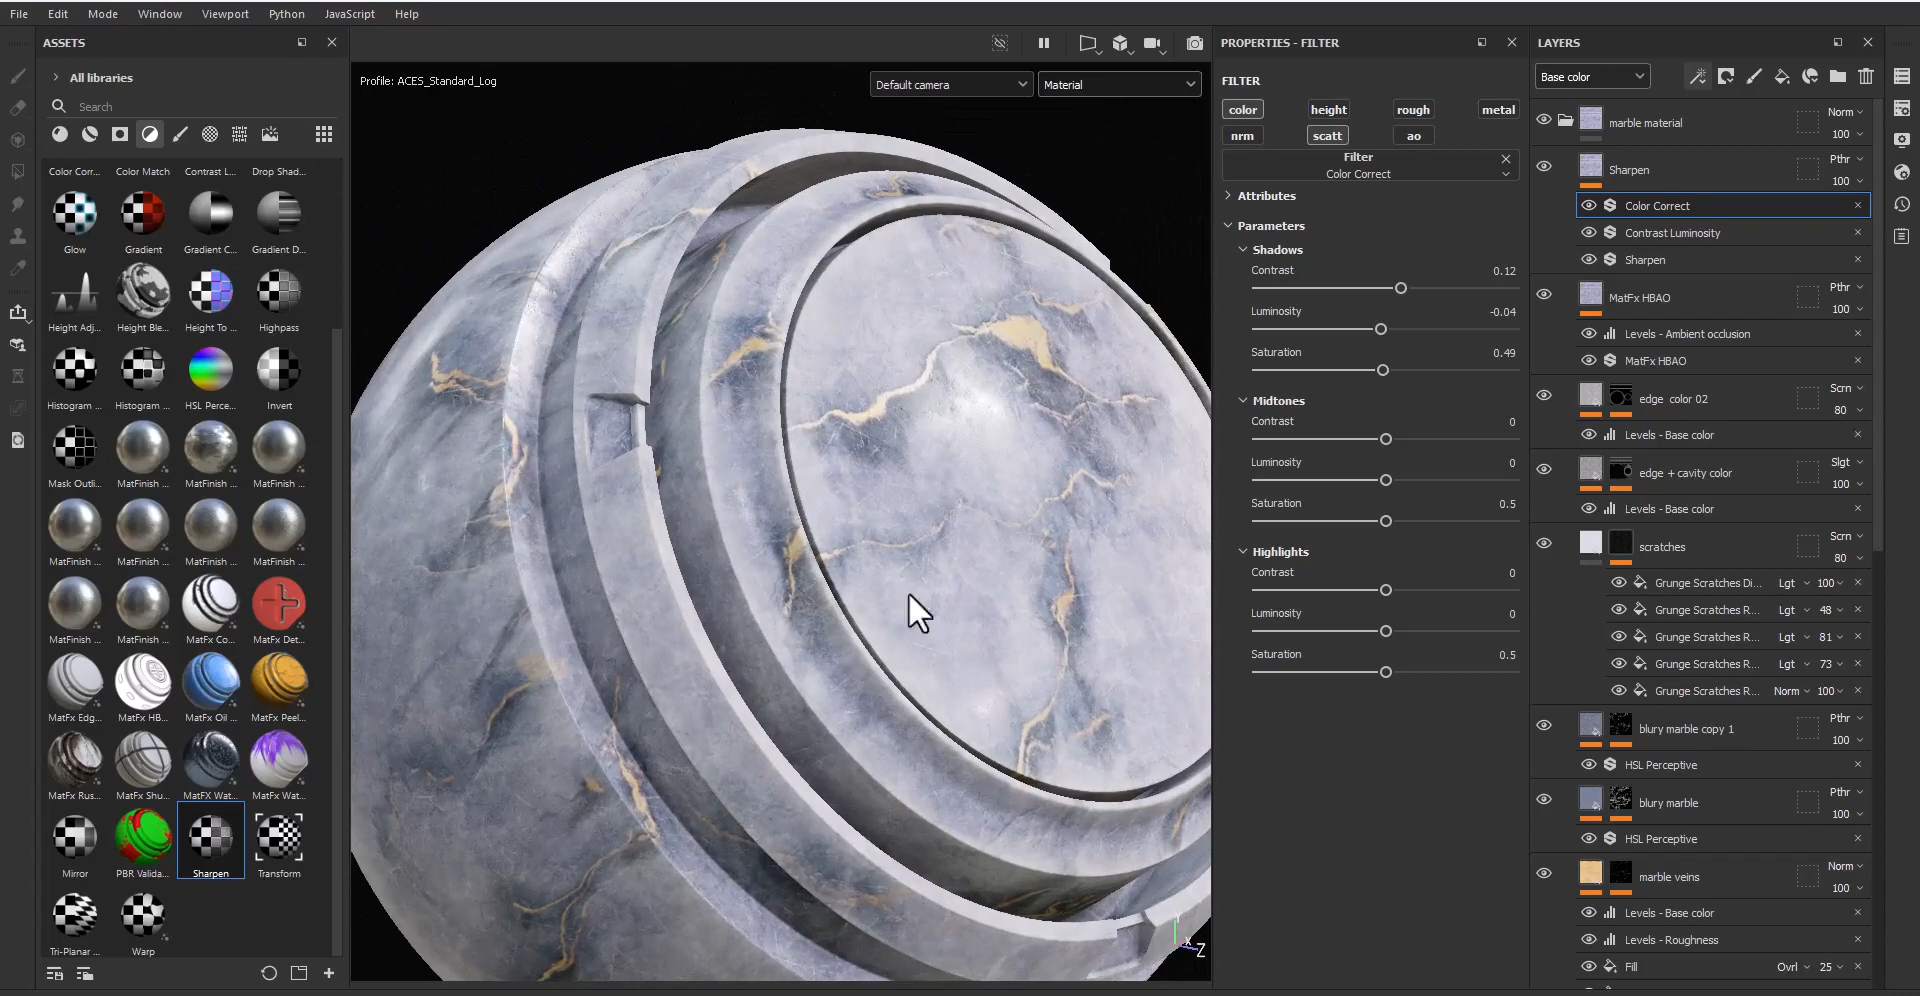 File Edit Mode Window Viewport Python JavaScript Help
ASSETS
All libraries
Search
Color Corr... Color Match Contrast L... Drop Shad...
Glow Gradient Gradient C... Gradient D...
Height Adj... Height Ble... Height To ... Highpass
Histogram ... Histogram ... HSL Perce... Invert
Mask Outli... MatFinish ... MatFinish ... MatFinish ...
MatFinish ... MatFinish ... MatFinish ... MatFinish ...
MatFinish ... MatFinish ... MatFx Co... MatFx Det...
MatFx Edg... MatFx HB... MatFx Oil ... MatFx Peel...
MatFx Rus... MatFx Shu... MatFX Wat... MatFx Wat...
Mirror PBR Valida... Sharpen Transform
Tri-Planar ... Warp
Profile: ACES_Standard_Log
Default camera
Material
X
Z
PROPERTIES - FILTER
FILTER
color height rough metal
nrm scatt ao
Filter
Color Correct
Attributes
Parameters
Shadows
Contrast 0.12
Luminosity -0.04
Saturation 0.49
Midtones
Contrast 0
Luminosity 0
Saturation 0.5
Highlights
Contrast 0
Luminosity 0
Saturation 0.5
LAYERS
Base color
marble material Norm 100
Sharpen Pthr 100
Color Correct
Contrast Luminosity
Sharpen
MatFx HBAO Pthr 100
Levels - Ambient occlusion
MatFx HBAO
edge color 02 Scrn 80
Levels - Base color
edge + cavity color Slgt 100
Levels - Base color
scratches Scrn 80
Grunge Scratches Di... Lgt 100
Grunge Scratches R... Lgt 48
Grunge Scratches R... Lgt 81
Grunge Scratches R... Lgt 73
Grunge Scratches R... Norm 100
blury marble copy 1 Pthr 100
HSL Perceptive
blury marble Pthr 100
HSL Perceptive
marble veins Norm 100
Levels - Base color
Levels - Roughness
Fill Ovrl 25